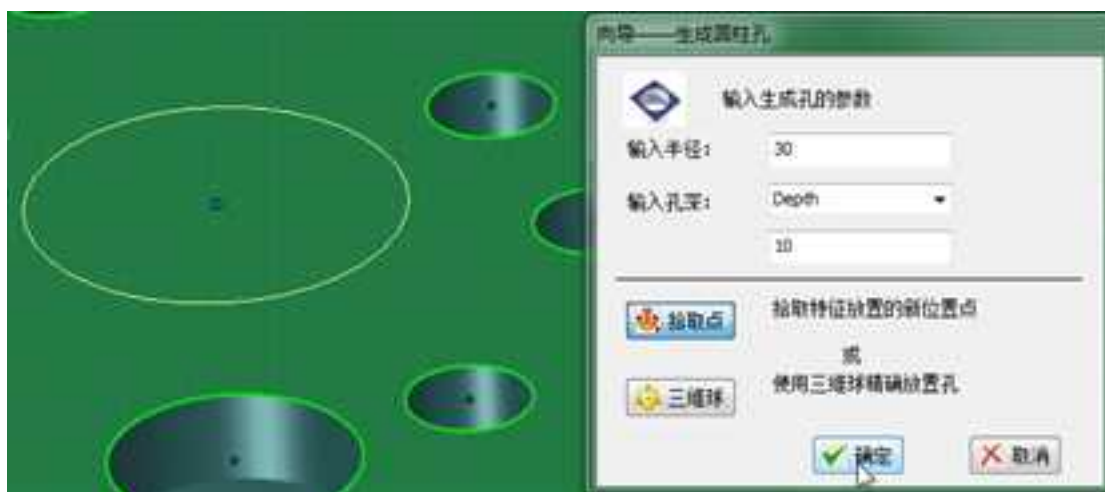 向导——生成圆柱孔
输入生成孔的参数
输入半径: 30
输入孔深: Depth
10
拾取点 拾取特征放置的新位置点
或
三维球 使用三维球精确放置孔
确定 取消